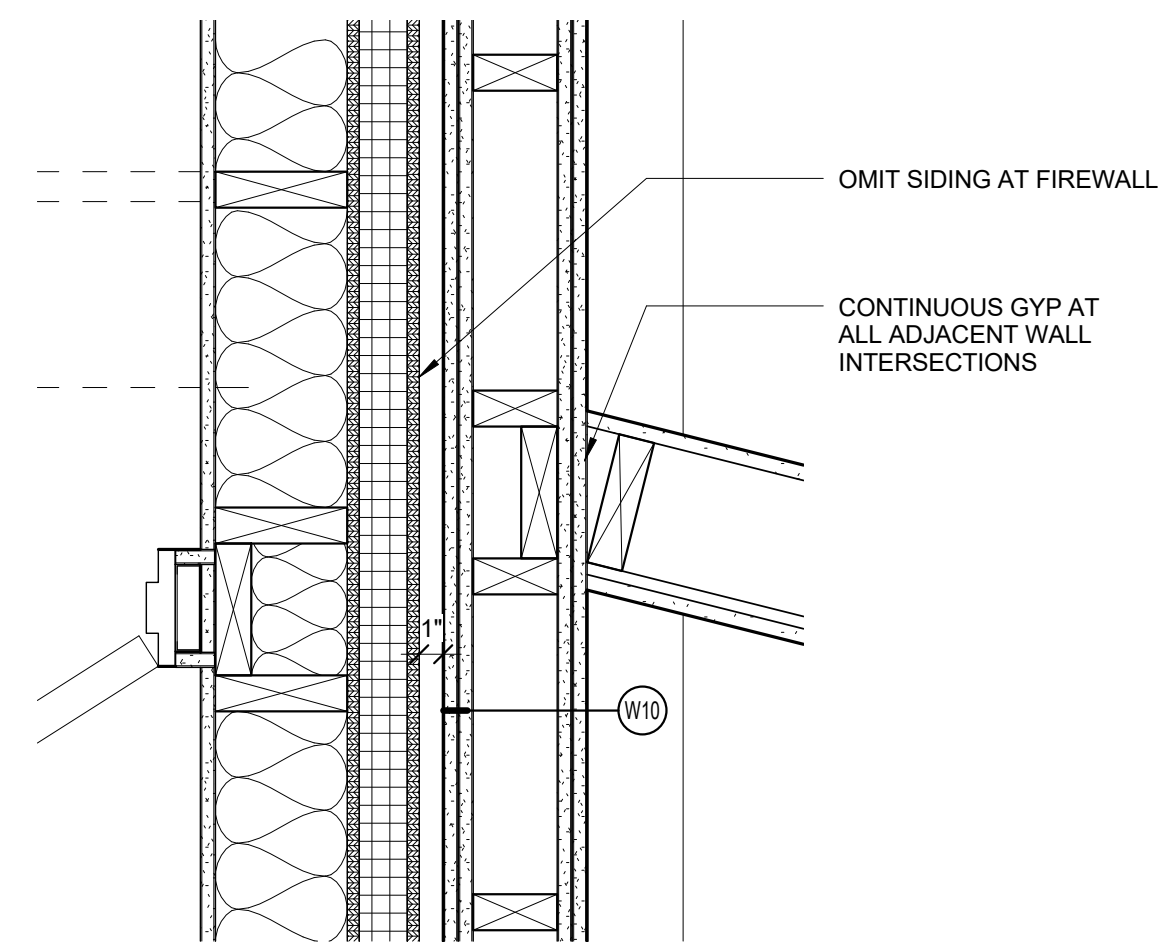 OMIT SIDING AT FIREWALL
CONTINUOUS GYP AT
ALL ADJACENT WALL
INTERSECTIONS
1"
W10